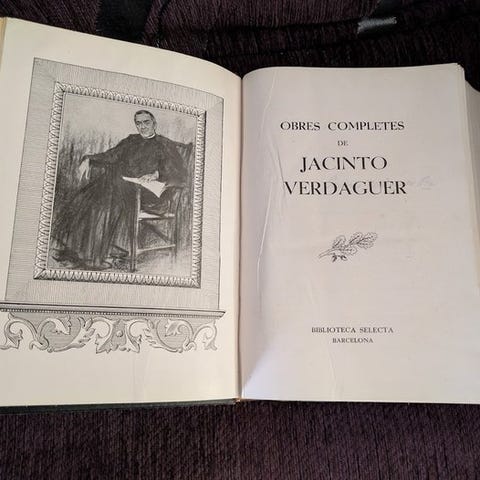 OBRES COMPLETES
DE
JACINTO
VERDAGUER
BIBLIOTECA SELECTA
BARCELONA